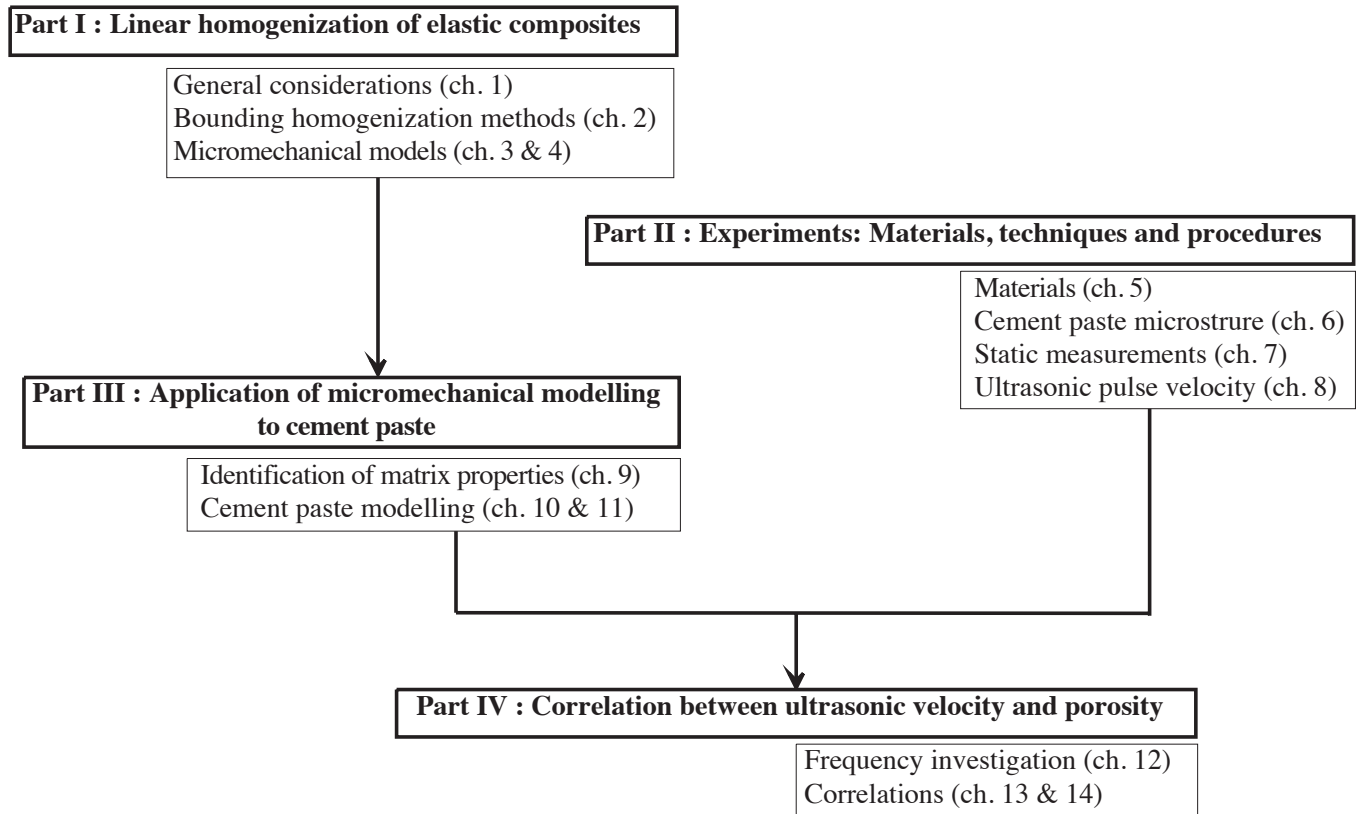 Part I : Linear homogenization of elastic composites
General considerations (ch. 1)
Bounding homogenization methods (ch. 2)
Micromechanical models (ch. 3 & 4)
Part II : Experiments: Materials, techniques and procedures
Materials (ch. 5)
Cement paste microstrure (ch. 6)
Static measurements (ch. 7)
Ultrasonic pulse velocity (ch. 8)
Part III : Application of micromechanical modelling
to cement paste
Identification of matrix properties (ch. 9)
Cement paste modelling (ch. 10 & 11)
Part IV : Correlation between ultrasonic velocity and porosity
Frequency investigation (ch. 12)
Correlations (ch. 13 & 14)